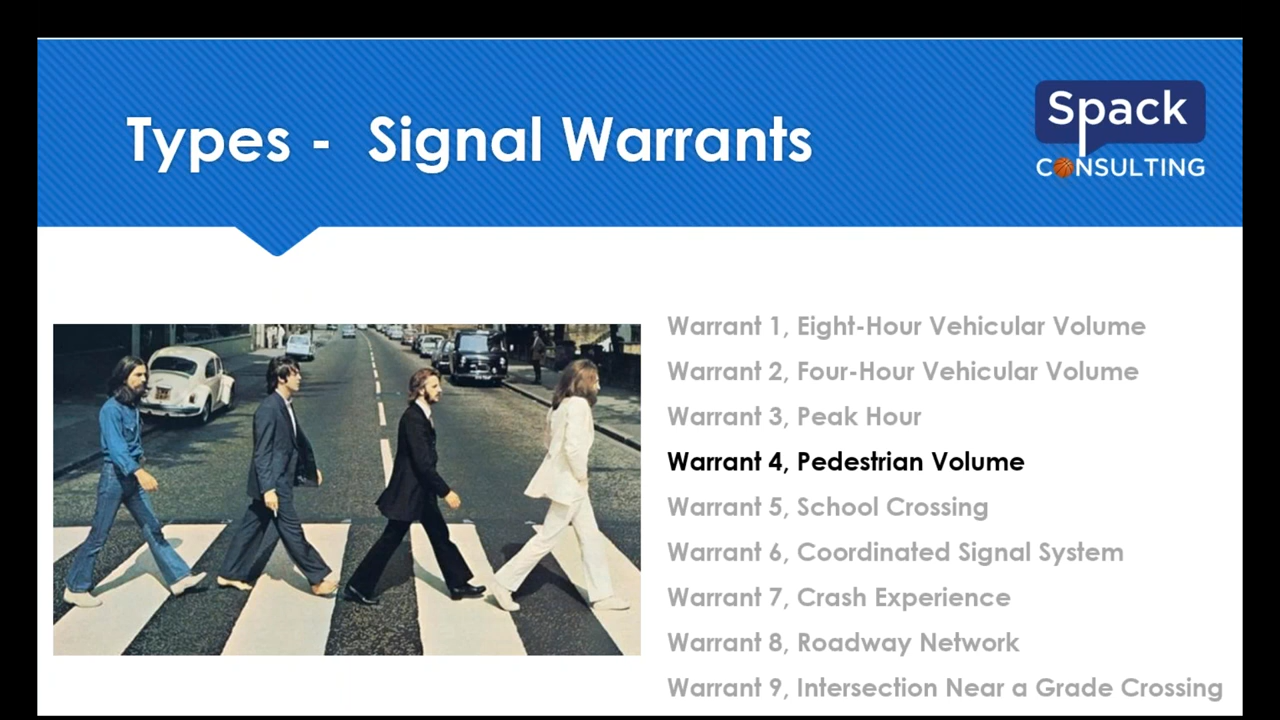 Types - Signal Warrants
Spack
CONSULTING
Warrant 1, Eight-Hour Vehicular Volume
Warrant 2, Four-Hour Vehicular Volume
Warrant 3, Peak Hour
Warrant 4, Pedestrian Volume
Warrant 5, School Crossing
Warrant 6, Coordinated Signal System
Warrant 7, Crash Experience
Warrant 8, Roadway Network
Warrant 9, Intersection Near a Grade Crossing